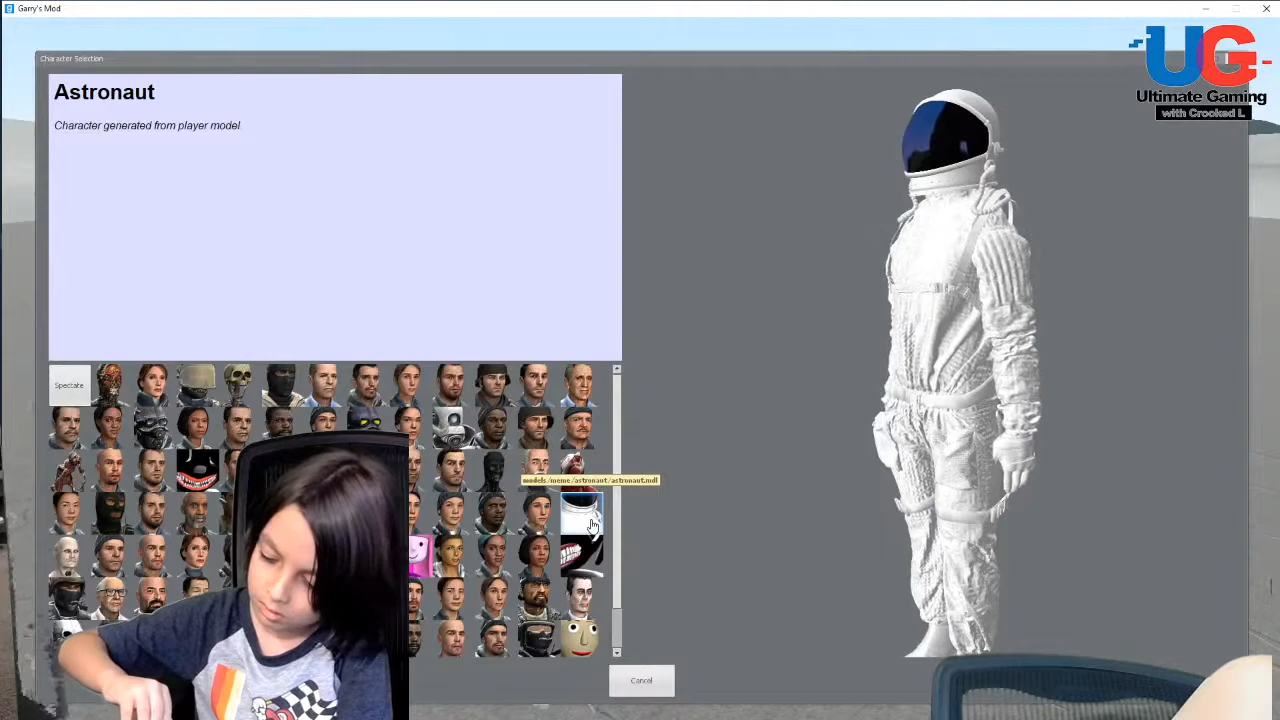 Garry's Mod
Character Selection
UG
Ultimate Gaming
with Crooked L
Astronaut
Character generated from player model.
Spectate
models/meme/astronaut/astronaut.mdl
Cancel